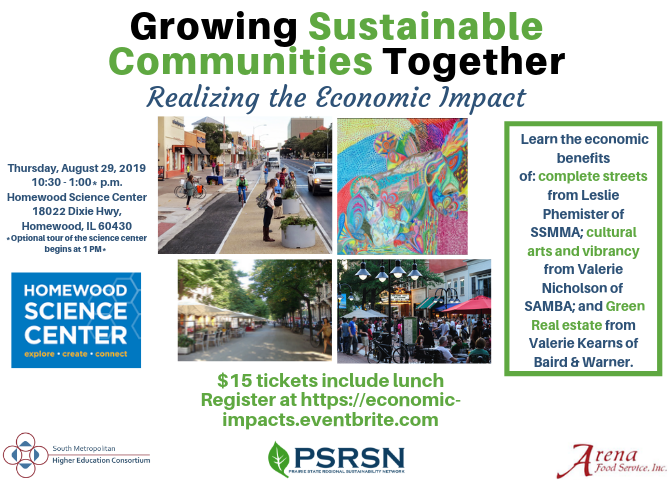 Growing Sustainable
Communities Together
Realizing the Economic Impact
Thursday, August 29, 2019
10:30 - 1:00* p.m.
Homewood Science Center
18022 Dixie Hwy,
Homewood, IL 60430
*Optional tour of the science center
begins at 1 PM*
HOMEWOOD
SCIENCE
CENTER
explore • create • connect
Learn the economic
benefits
of: complete streets
from Leslie
Phemister of
SSMMA; cultural
arts and vibrancy
from Valerie
Nicholson of
SAMBA; and Green
Real estate from
Valerie Kearns of
Baird & Warner.
$15 tickets include lunch
Register at https://economic-
impacts.eventbrite.com
South Metropolitan
Higher Education Consortium
PSRSN
PRAIRIE STATE REGIONAL SUSTAINABILITY NETWORK
Arena
Food Service, Inc.